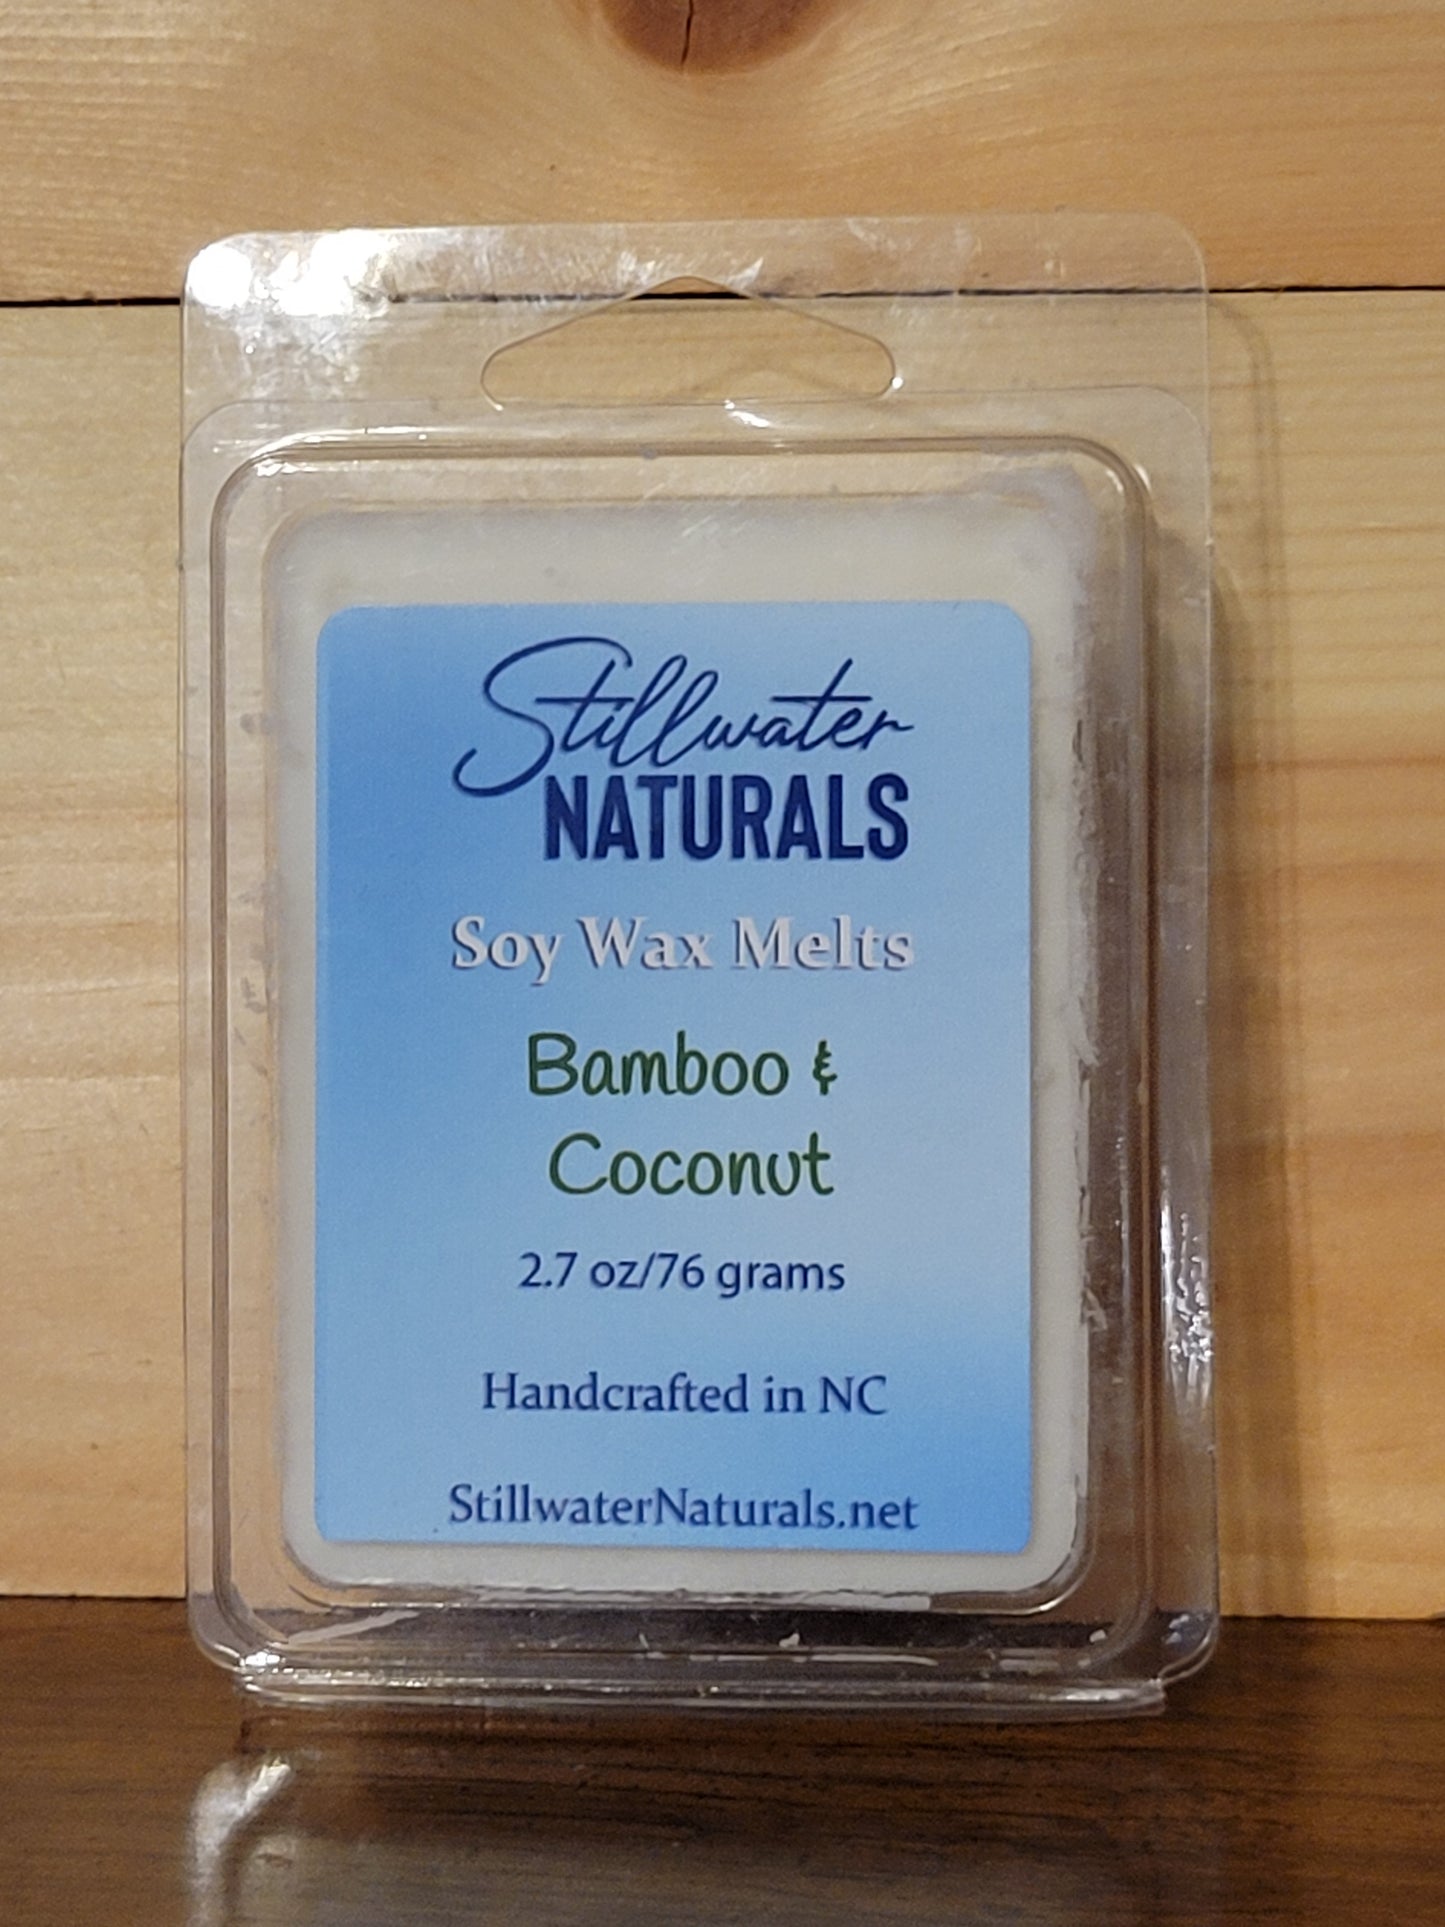 Stillwater
NATURALS
Soy Wax Melts
Bamboo &
Coconut
2.7 oz/76 grams
Handcrafted in NC
StillwaterNaturals.net